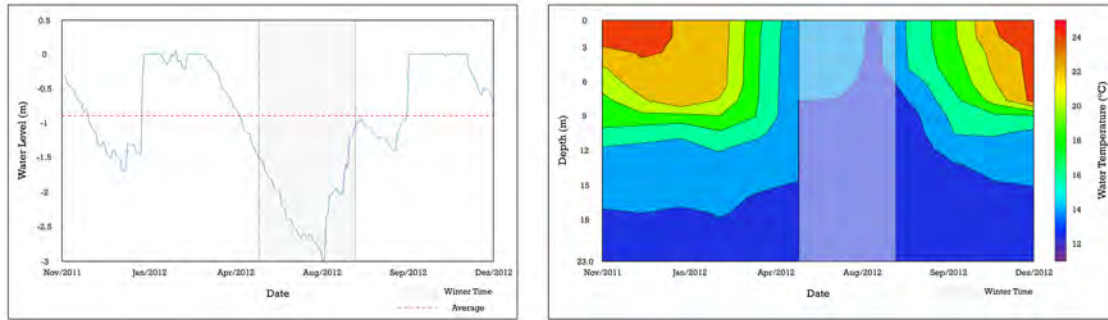 0.5
0
-0.5
-1
-1.5
-2
-2.5
-3
Water Level (m)
Nov/2011
Jan/2012
Apr/2012
Aug/2012
Sep/2012
Dez/2012
Date
Winter Time
Average
0
3
6
9
12
15
18
23.0
Depth (m)
Nov/2011
Jan/2012
Apr/2012
Aug/2012
Sep/2012
Dez/2012
Date
Winter Time
24
22
20
18
16
14
12
Water Temperature (°C)